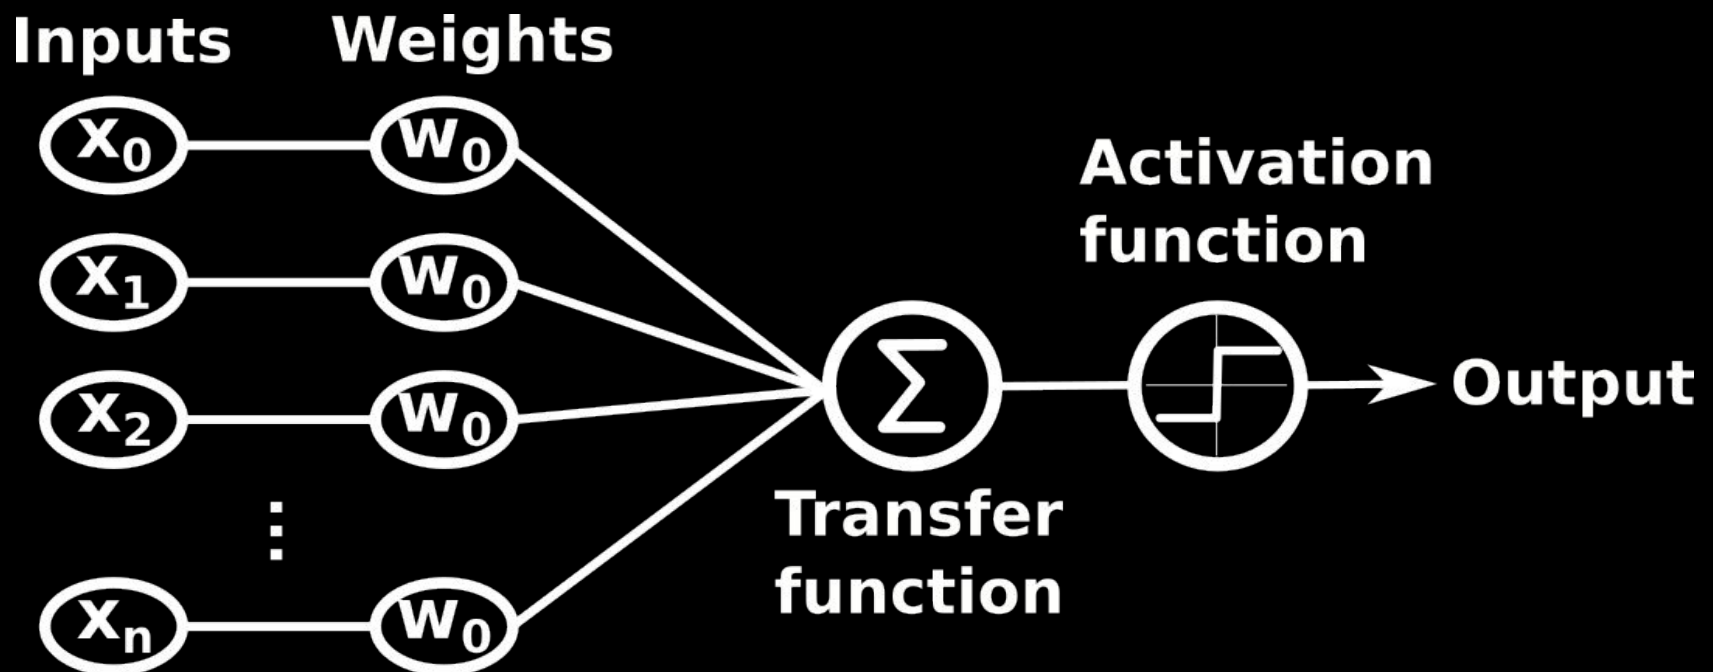 Inputs Weights
x₀ w₀
x₁ w₀
x₂ w₀
⋮
xₙ w₀
Σ
Transfer
function
Activation
function
Output